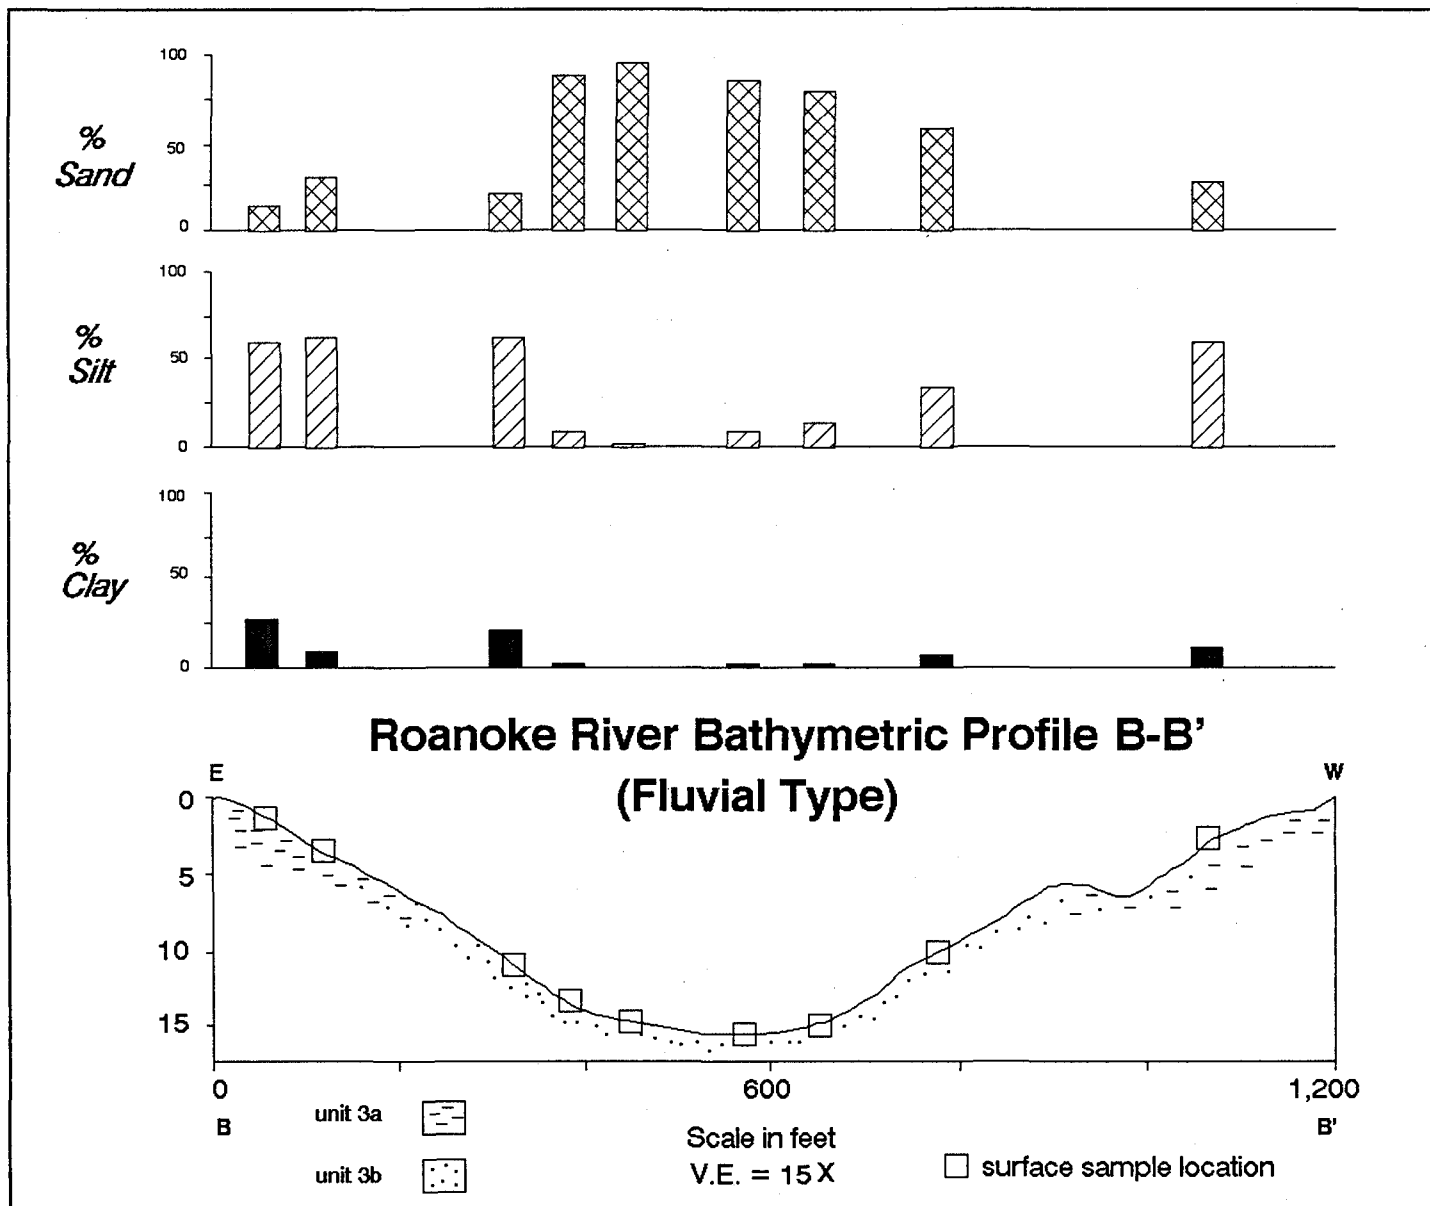 100
%
Sand
50
0
100
%
Silt
50
0
100
%
Clay
50
0
Roanoke River Bathymetric Profile B-B'
(Fluvial Type)
E
W
0
5
10
15
0
600
1,200
B
B'
unit 3a
unit 3b
Scale in feet
V.E. = 15 X
surface sample location